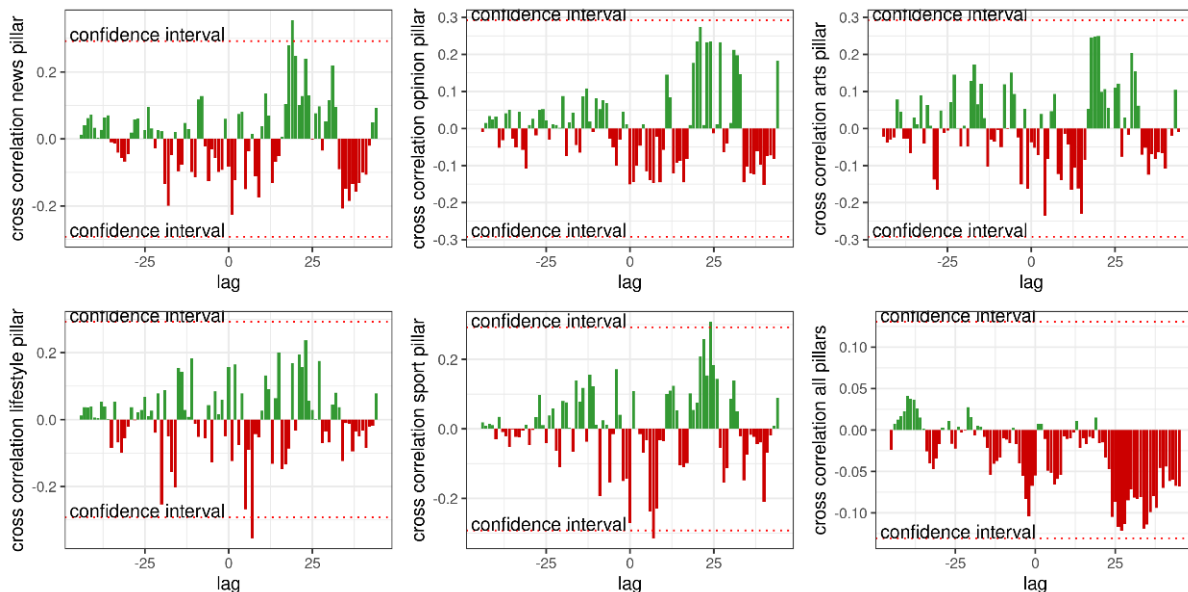 cross correlation news pillar
confidence interval
0.2
0.0
-0.2
confidence interval
-25
0
25
lag
cross correlation opinion pillar
0.3
confidence interval
0.2
0.1
0.0
-0.1
-0.2
confidence interval
-0.3
-25
0
25
lag
cross correlation arts pillar
0.3
confidence interval
0.2
0.1
0.0
-0.1
-0.2
confidence interval
-0.3
-25
0
25
lag
cross correlation lifestyle pillar
confidence interval
0.2
0.0
-0.2
confidence interval
-25
0
25
lag
cross correlation sport pillar
confidence interval
0.2
0.0
-0.2
confidence interval
-25
0
25
lag
cross correlation all pillars
confidence interval
0.10
0.05
0.00
-0.05
-0.10
confidence interval
-25
0
25
lag